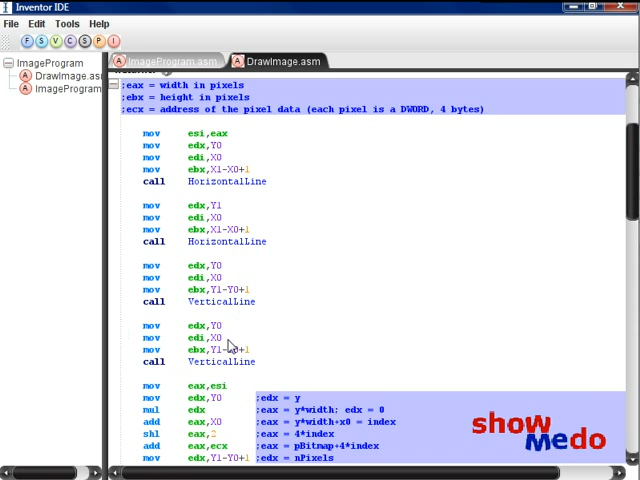 Inventor IDE
File Edit Tools Help
F S V C S P I
ImageProgram
DrawImage.asm
ImageProgram
ImageProgram.asm DrawImage.asm
;eax = width in pixels
;ebx = height in pixels
;ecx = address of the pixel data (each pixel is a DWORD, 4 bytes)
mov esi,eax
mov edx,Y0
mov edi,X0
mov ebx,X1-X0+1
call HorizontalLine
mov edx,Y1
mov edi,X0
mov ebx,X1-X0+1
call HorizontalLine
mov edx,Y0
mov edi,X0
mov ebx,Y1-Y0+1
call VerticalLine
mov edx,Y0
mov edi,X0
mov ebx,Y1-Y0+1
call VerticalLine
mov eax,esi
mov edx,Y0 ;edx = y
mul edx ;eax = y*width; edx = 0
add eax,X0 ;eax = y*width+x0 = index
shl eax,2 ;eax = 4*index
add eax,ecx ;eax = pBitmap+4*index
mov edx,Y1-Y0+1 ;edx = nPixels
show
medo